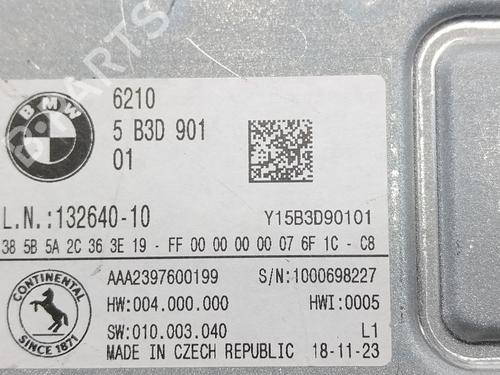 BMW
6210
5 B3D 901
01
L.N.:132640-10
Y15B3D90101
38 5B 5A 2C 36 3E 19 - FF 00 00 00 00 07 6F 1C - C8
CONTINENTAL
SINCE 1871
AAA2397600199
S/N:1000698227
HW:004.000.000
HWI:0005
SW:010.003.040
L1
MADE IN CZECH REPUBLIC
18-11-23